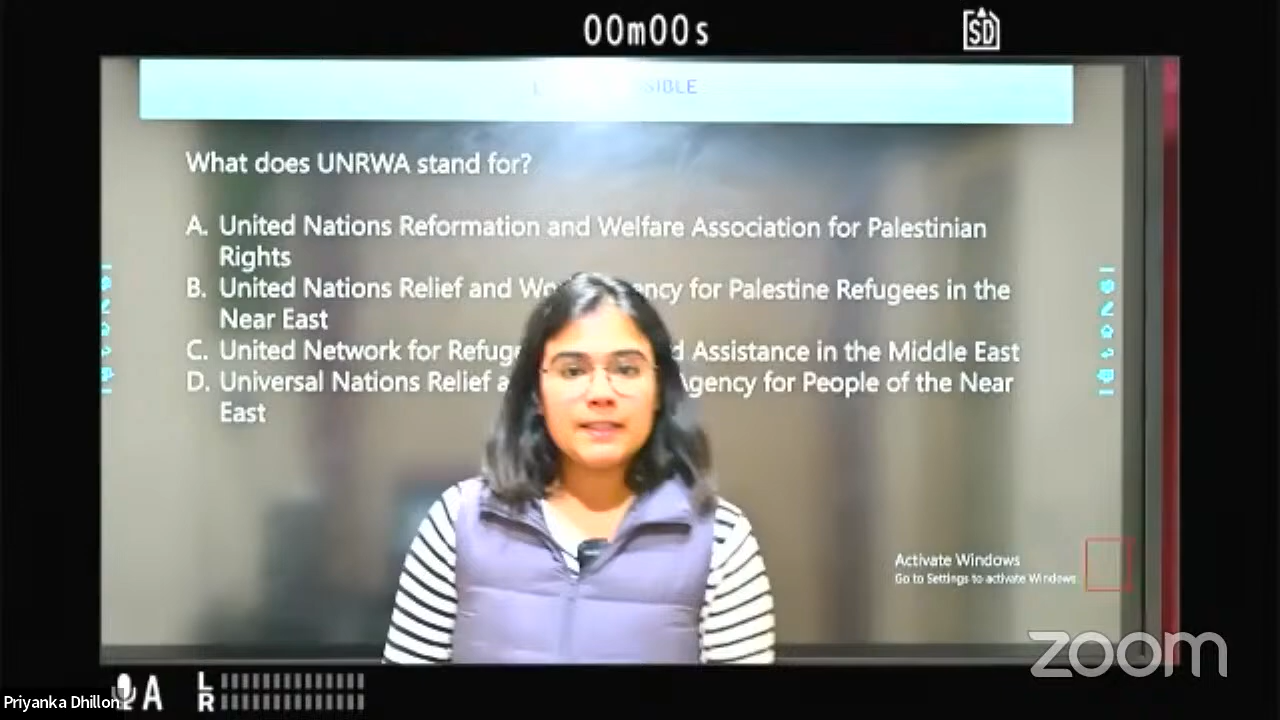 00m00s
SD
SIBLE
What does UNRWA stand for?
A. United Nations Reformation and Welfare Association for Palestinian
Rights
B. United Nations Relief and ency for Palestine Refugees in the
Near East
C. United Network for Refuge d Assistance in the Middle East
D. Universal Nations Relief a Agency for People of the Near
East
Activate Windows
Go to Settings to activate Windows.
zoom
Priyanka Dhillon
A
L
R